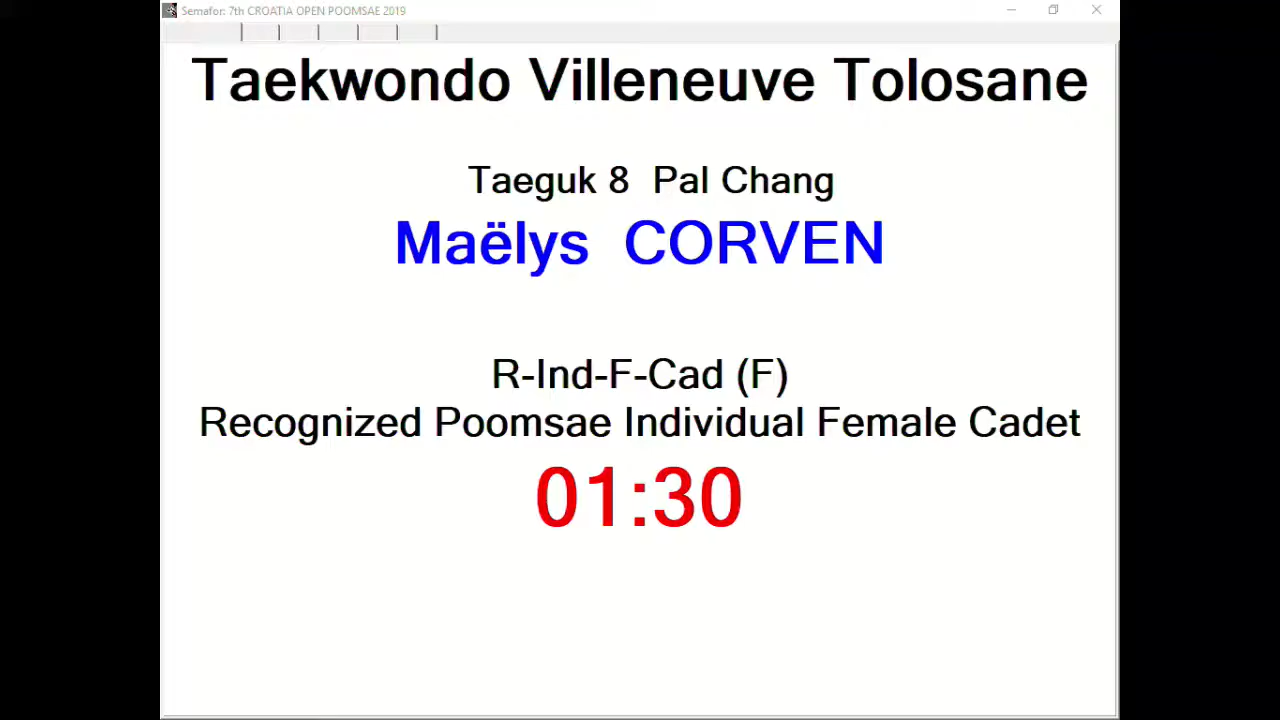 Semafor: 7th CROATIA OPEN POOMSAE 2019
Taekwondo Villeneuve Tolosane
Taeguk 8 Pal Chang
Maëlys CORVEN
R-Ind-F-Cad (F)
Recognized Poomsae Individual Female Cadet
01:30